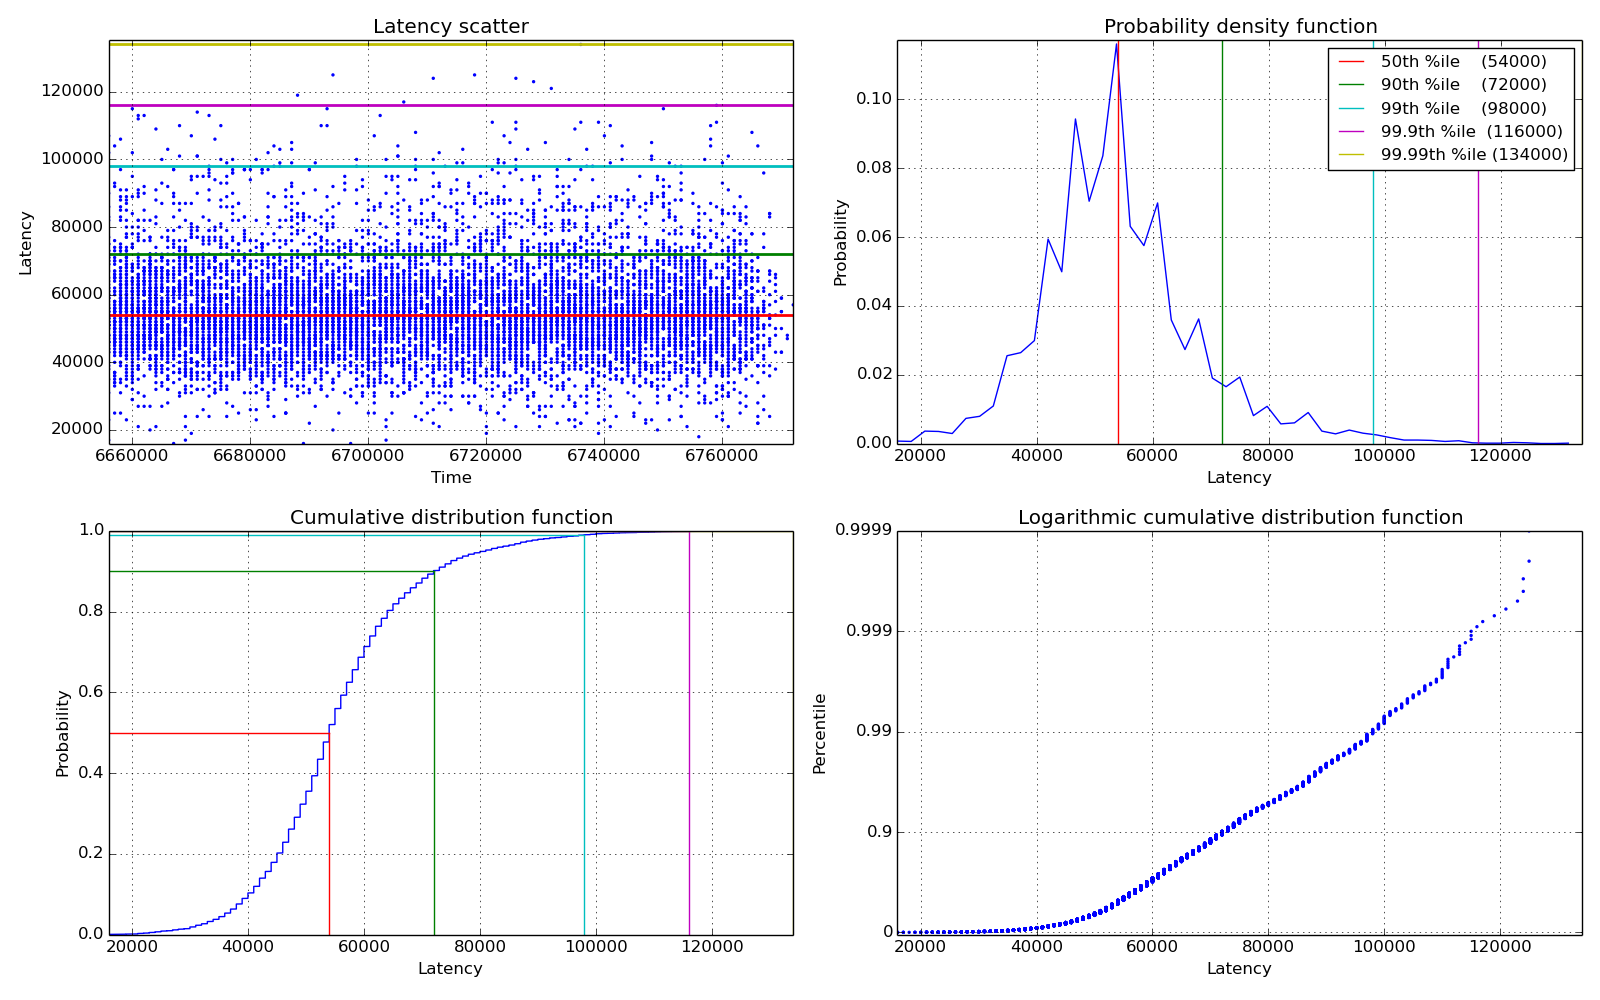 Latency scatter
120000
100000
80000
60000
40000
20000
Latency
6660000 6680000 6700000 6720000 6740000 6760000
Time
Probability density function
50th %ile (54000)
90th %ile (72000)
99th %ile (98000)
99.9th %ile (116000)
99.99th %ile (134000)
0.10
0.08
0.06
0.04
0.02
0.00
Probability
20000 40000 60000 80000 100000 120000
Latency
Cumulative distribution function
1.0
0.8
0.6
0.4
0.2
0.0
Probability
20000 40000 60000 80000 100000 120000
Latency
Logarithmic cumulative distribution function
0.9999
0.999
0.99
0.9
0
Percentile
20000 40000 60000 80000 100000 120000
Latency